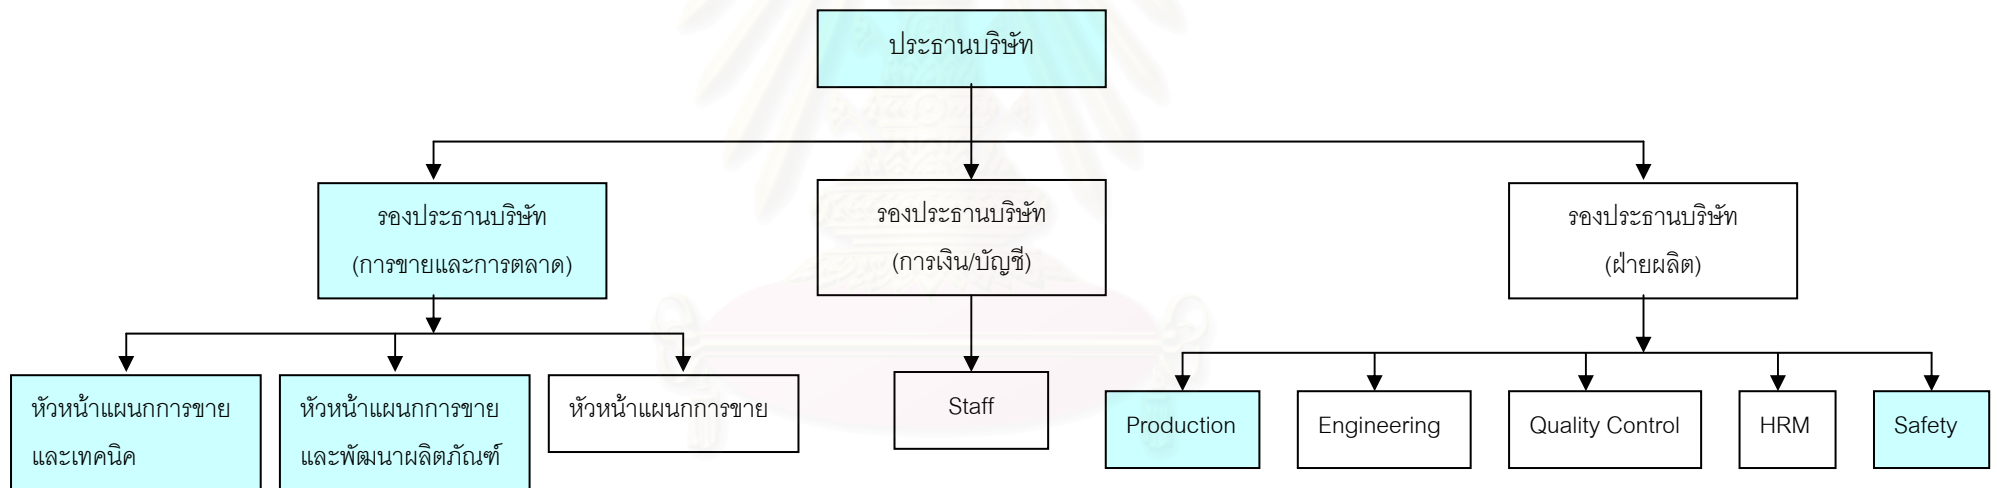 ประธานบริษัท
รองประธานบริษัท
(การขายและการตลาด)
รองประธานบริษัท
(การเงิน/บัญชี)
รองประธานบริษัท
(ฝ่ายผลิต)
หัวหน้าแผนกการขาย
และเทคนิค
หัวหน้าแผนกการขาย
และพัฒนาผลิตภัณฑ์
หัวหน้าแผนกการขาย
Staff
Production
Engineering
Quality Control
HRM
Safety